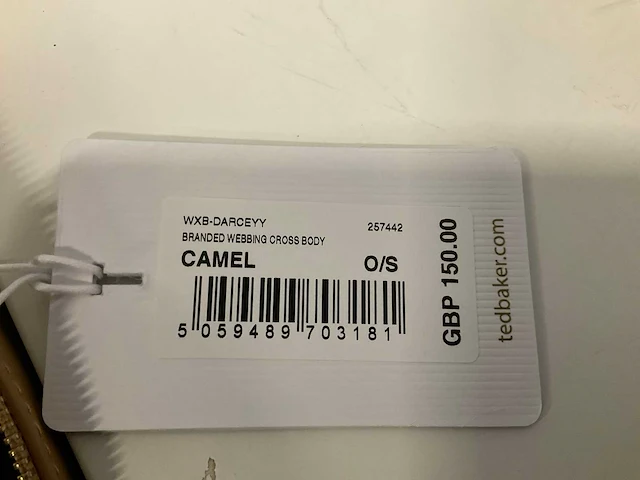 WXB-DARCEYY 257442
BRANDED WEBBING CROSS BODY
CAMEL O/S
5 059489 703181
GBP 150.00
tedbaker.com